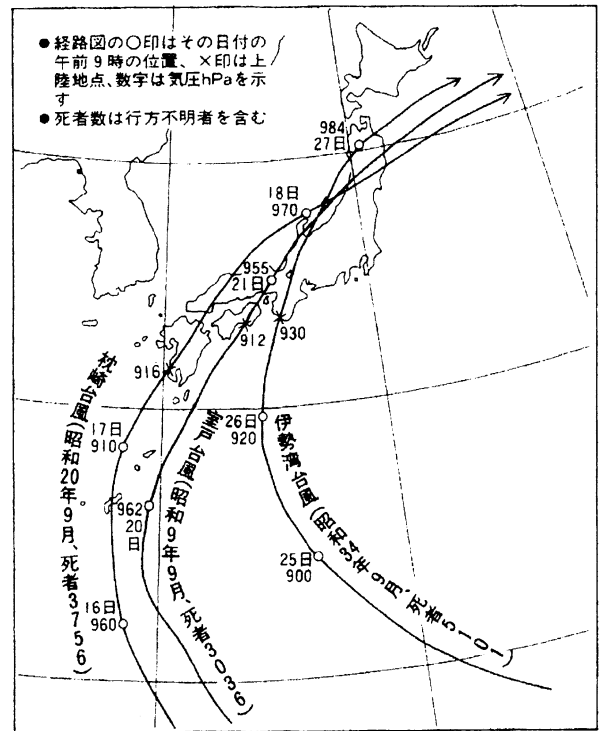 ● 経路図の○印はその日付の
午前9時の位置、×印は上
陸地点、数字は気圧hPaを示
す
● 死者数は行方不明者を含む
984
27日
18日
970
955
21日
930
912
916
26日
920
17日
910
962
20
日
25日
900
16日
960
枕崎台風(昭和20年9月、死者3756)
室戸台風(昭和9年9月、死者3036)
伊勢湾台風(昭和34年9月、死者5101)